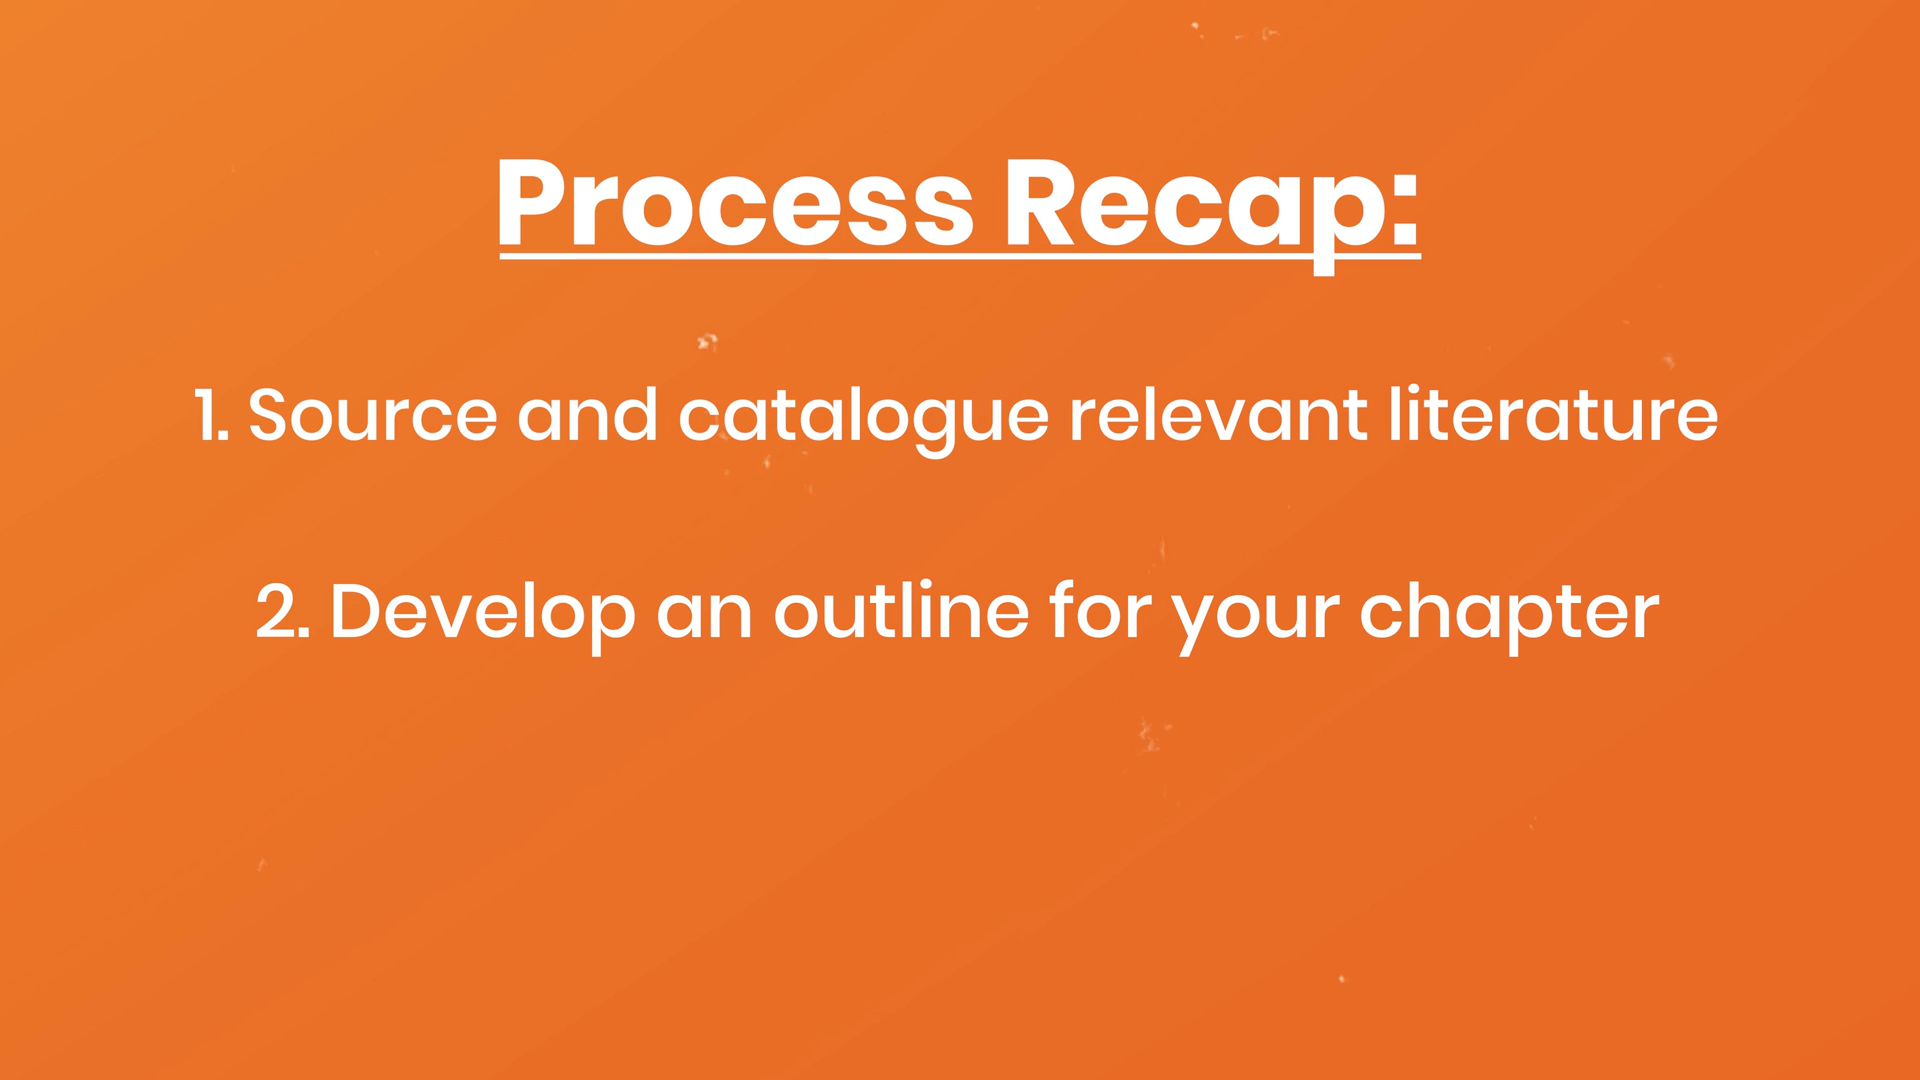 Process Recap:
1. Source and catalogue relevant literature
2. Develop an outline for your chapter